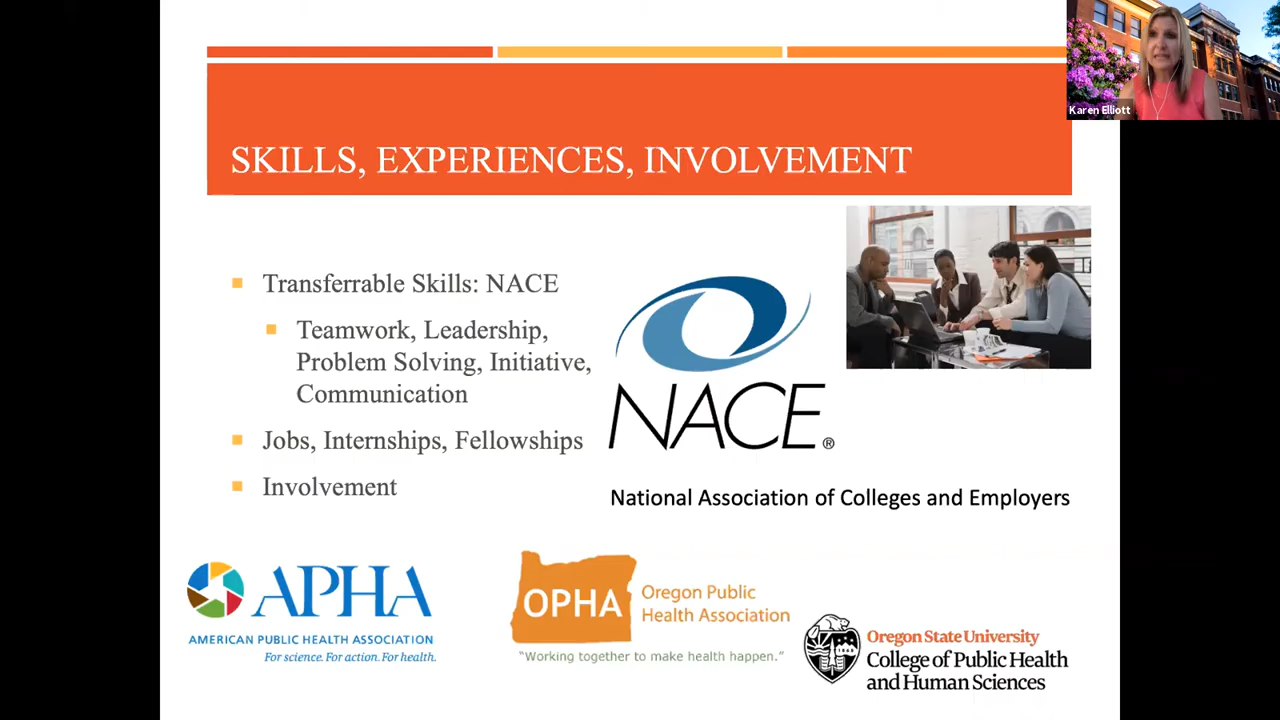 Karen Elliott
SKILLS, EXPERIENCES, INVOLVEMENT
Transferrable Skills: NACE
Teamwork, Leadership,
Problem Solving, Initiative,
Communication
Jobs, Internships, Fellowships
Involvement
NACE®
National Association of Colleges and Employers
APHA
AMERICAN PUBLIC HEALTH ASSOCIATION
For science. For action. For health.
OPHA
Oregon Public
Health Association
“Working together to make health happen.”
Oregon State University
College of Public Health
and Human Sciences